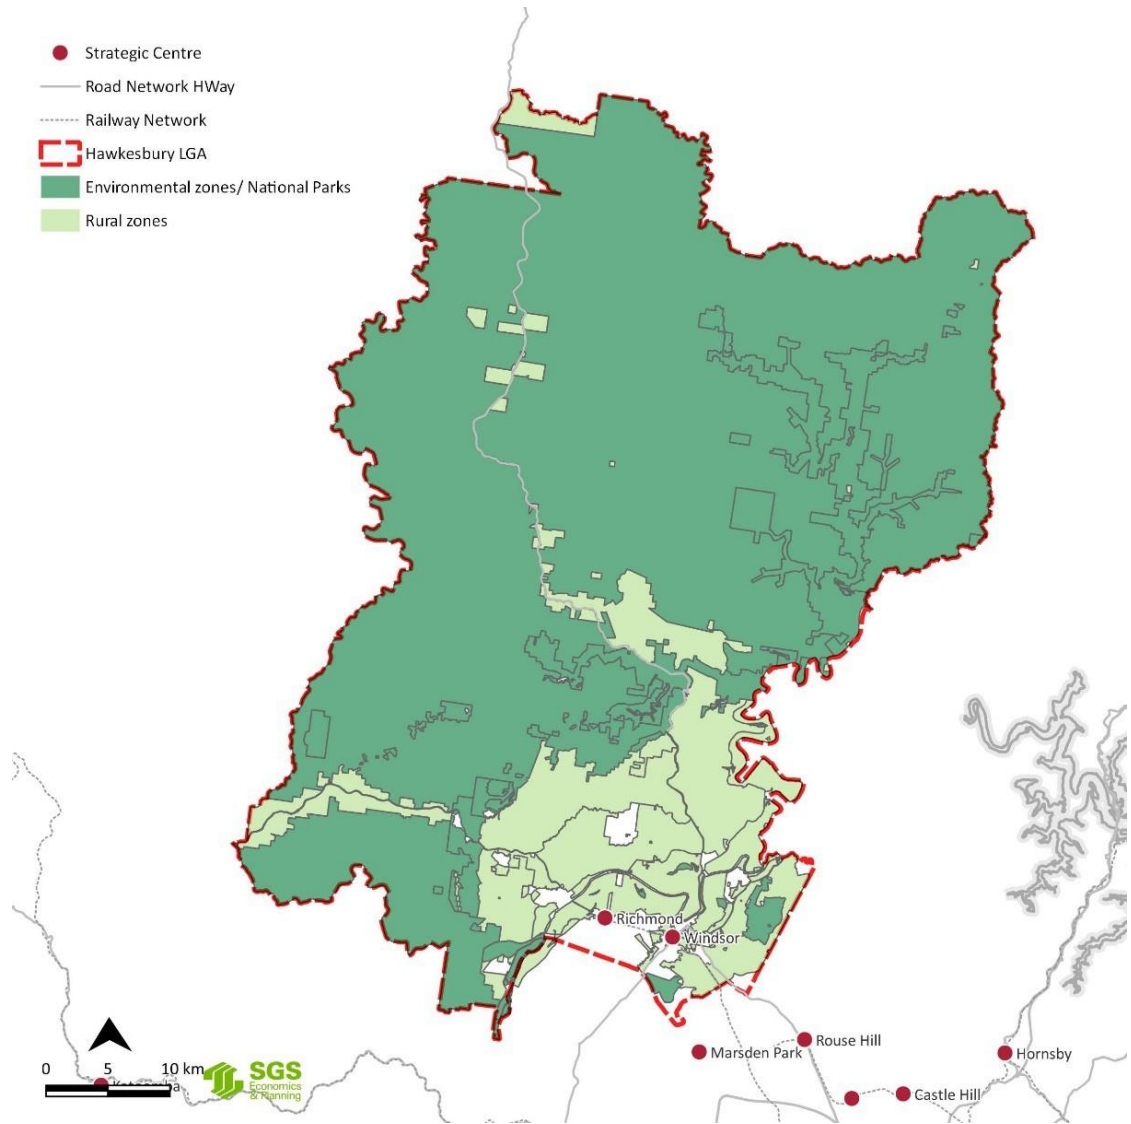 Strategic Centre
Road Network HWay
Railway Network
Hawkesbury LGA
Environmental zones/ National Parks
Rural zones
Richmond
Windsor
Rouse Hill
Marsden Park
Hornsby
Castle Hill
0 5 10 km
SGS
Economics
& Planning